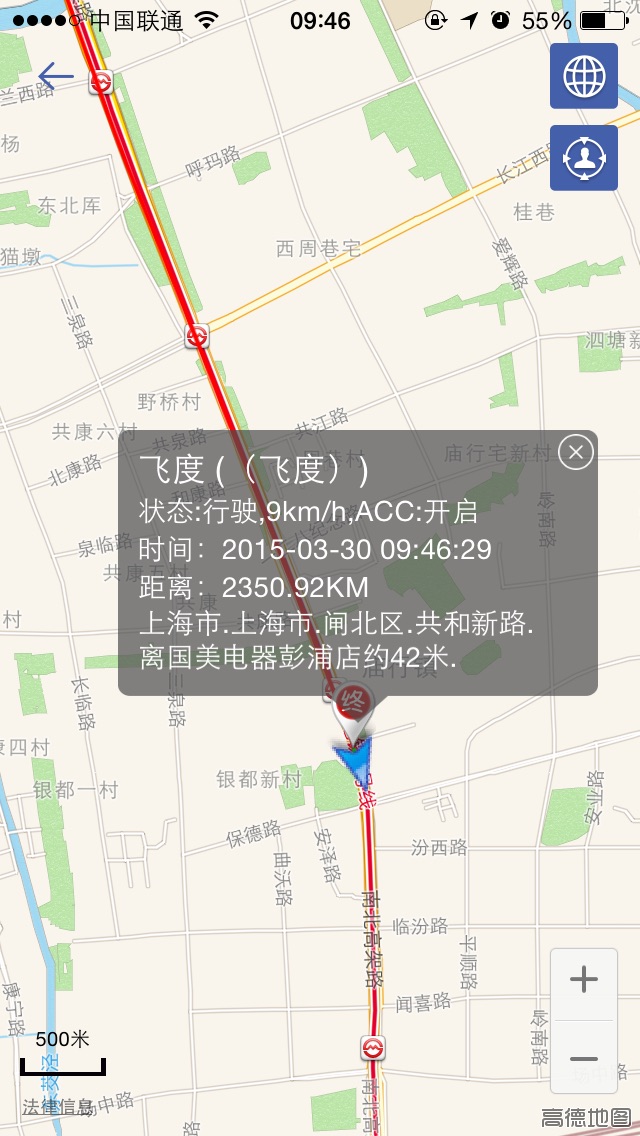 中国联通
09:46
55%
兰西路
杨
呼玛路
长江西路
东北厍
桂巷
猫墩
西周巷宅
爱辉路
三泉路
泗塘新
野桥村
共江路
共康六村
共泉路
北康路
庙行宅新村
飞度 (（飞度）)
状态:行驶,9km/h,ACC:开启
时间：2015-03-30 09:46:29
距离：2350.92KM
上海市.上海市.闸北区.共和新路.
离国美电器彭浦店约42米.
泉临路
共康五村
岭南路
村
庙行镇
终
长临路
三泉路
康四村
银都一村
银都新村
号线
安业路
保德路
安泽路
汾西路
曲沃路
南北高架路
临汾路
平顺路
康宁路
闻喜路
岭南路
500米
法律信息
场中路
南北高
高德地图